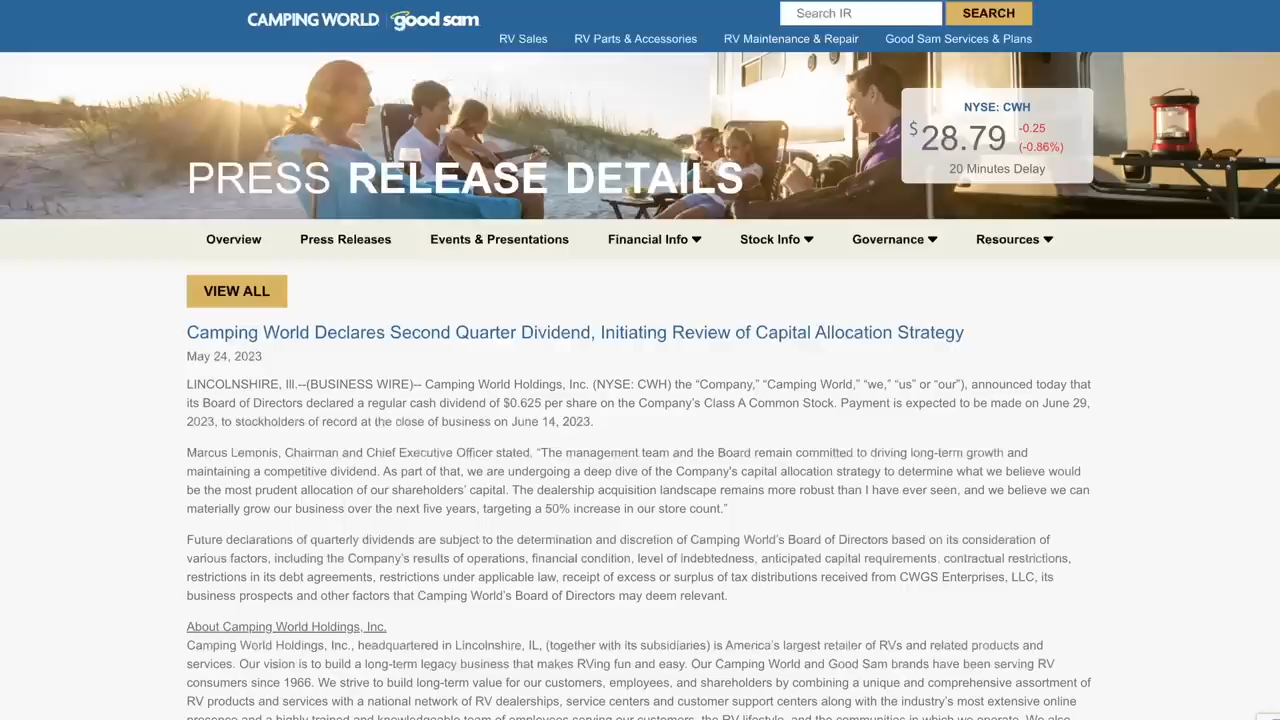 CAMPING WORLD good sam
Search IR
SEARCH
RV Sales RV Parts & Accessories RV Maintenance & Repair Good Sam Services & Plans
NYSE: CWH
$28.79
-0.25
(-0.86%)
20 Minutes Delay
PRESS RELEASE DETAILS
Overview Press Releases Events & Presentations Financial Info Stock Info Governance Resources
VIEW ALL
Camping World Declares Second Quarter Dividend, Initiating Review of Capital Allocation Strategy
May 24, 2023
LINCOLNSHIRE, Ill.--(BUSINESS WIRE)-- Camping World Holdings, Inc. (NYSE: CWH) the “Company,” “Camping World,” “we,” “us” or “our”), announced today that
its Board of Directors declared a regular cash dividend of $0.625 per share on the Company’s Class A Common Stock. Payment is expected to be made on June 29,
2023, to stockholders of record at the close of business on June 14, 2023.
Marcus Lemonis, Chairman and Chief Executive Officer stated, “The management team and the Board remain committed to driving long-term growth and
maintaining a competitive dividend. As part of that, we are undergoing a deep dive of the Company's capital allocation strategy to determine what we believe would
be the most prudent allocation of our shareholders’ capital. The dealership acquisition landscape remains more robust than I have ever seen, and we believe we can
materially grow our business over the next five years, targeting a 50% increase in our store count.”
Future declarations of quarterly dividends are subject to the determination and discretion of Camping World’s Board of Directors based on its consideration of
various factors, including the Company’s results of operations, financial condition, level of indebtedness, anticipated capital requirements, contractual restrictions,
restrictions in its debt agreements, restrictions under applicable law, receipt of excess or surplus of tax distributions received from CWGS Enterprises, LLC, its
business prospects and other factors that Camping World’s Board of Directors may deem relevant.
About Camping World Holdings, Inc.
Camping World Holdings, Inc., headquartered in Lincolnshire, IL, (together with its subsidiaries) is America’s largest retailer of RVs and related products and
services. Our vision is to build a long-term legacy business that makes RVing fun and easy. Our Camping World and Good Sam brands have been serving RV
consumers since 1966. We strive to build long-term value for our customers, employees, and shareholders by combining a unique and comprehensive assortment of
RV products and services with a national network of RV dealerships, service centers and customer support centers along with the industry’s most extensive online
presence and a highly trained and knowledgeable team of employees serving our customers, the RV lifestyle, and the communities in which we operate. We also